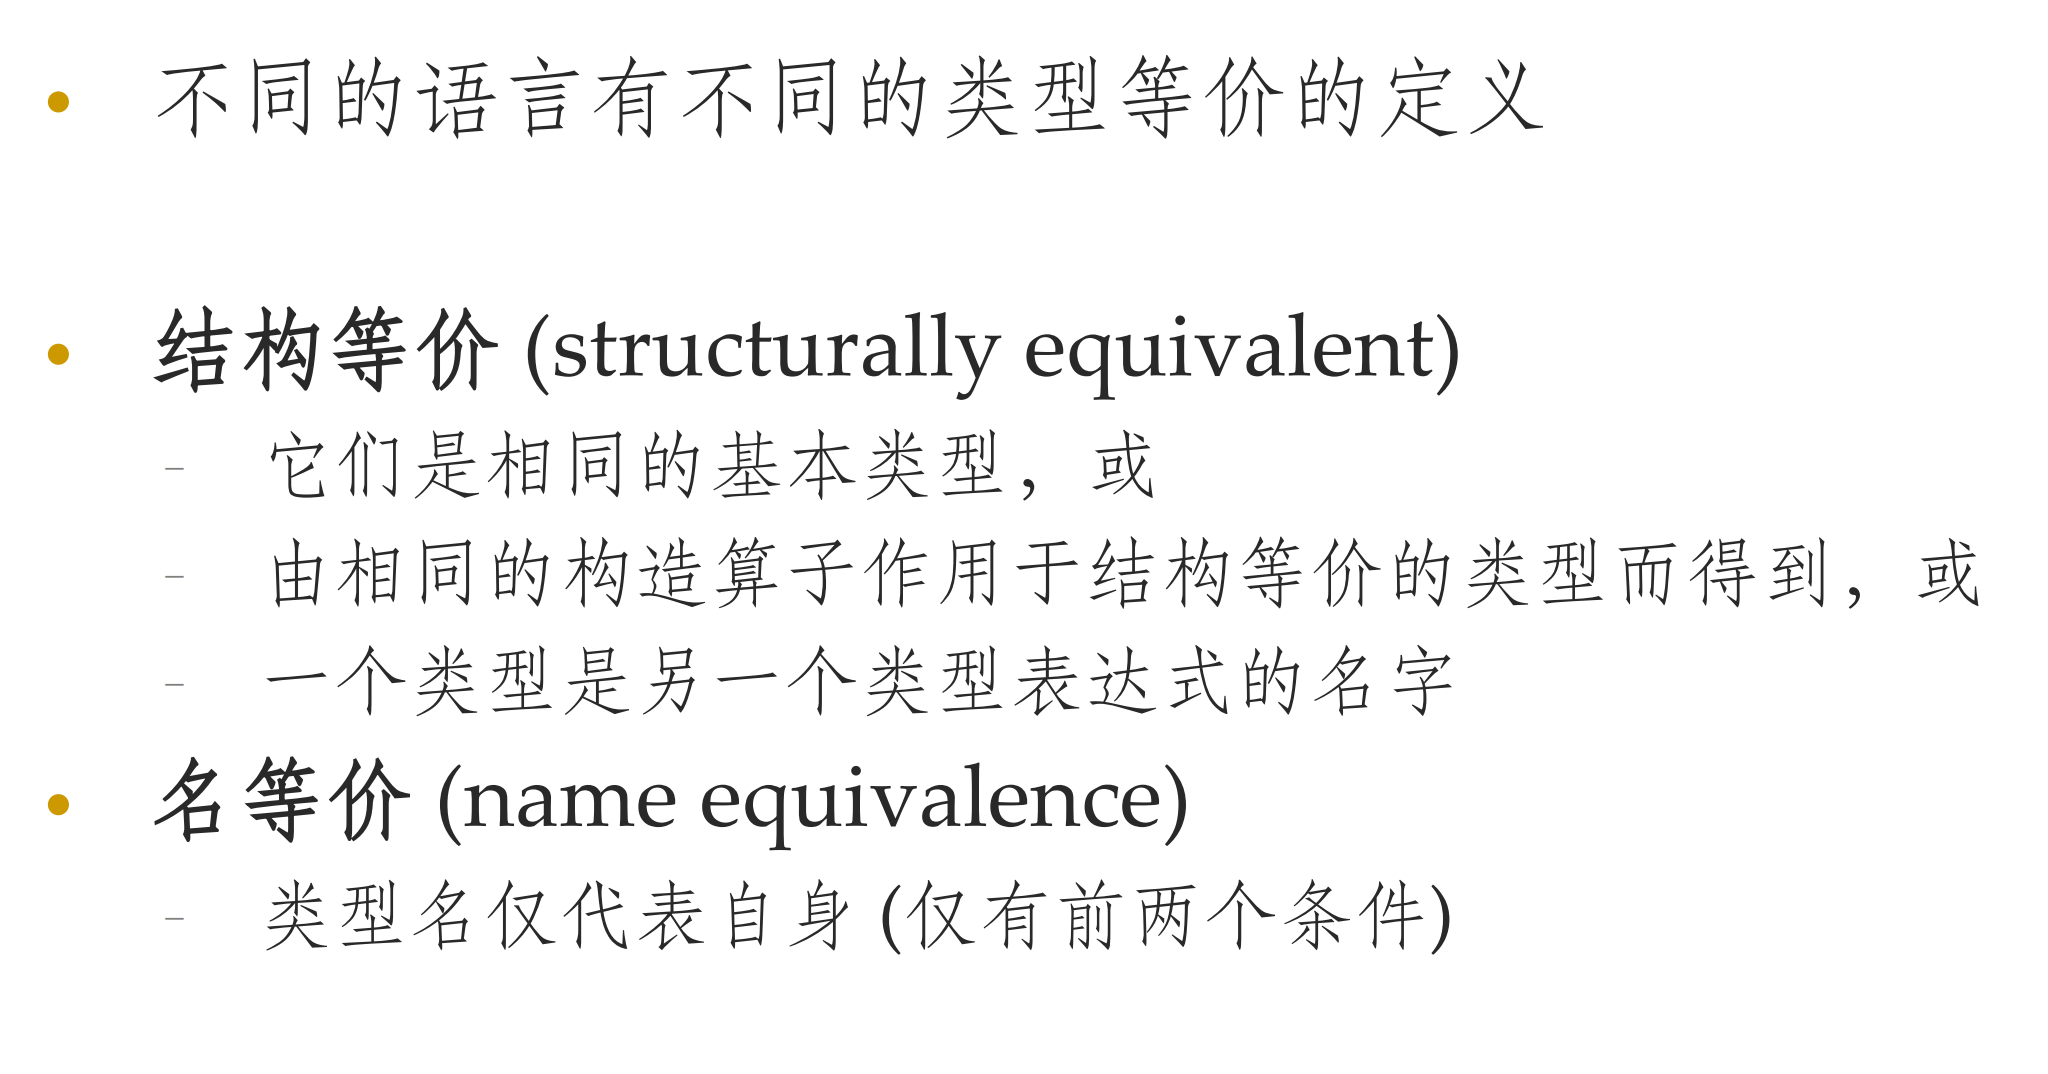 • 不同的语言有不同的类型等价的定义
• 结构等价 (structurally equivalent)
– 它们是相同的基本类型，或
– 由相同的构造算子作用于结构等价的类型而得到，或
– 一个类型是另一个类型表达式的名字
• 名等价 (name equivalence)
– 类型名仅代表自身 (仅有前两个条件)